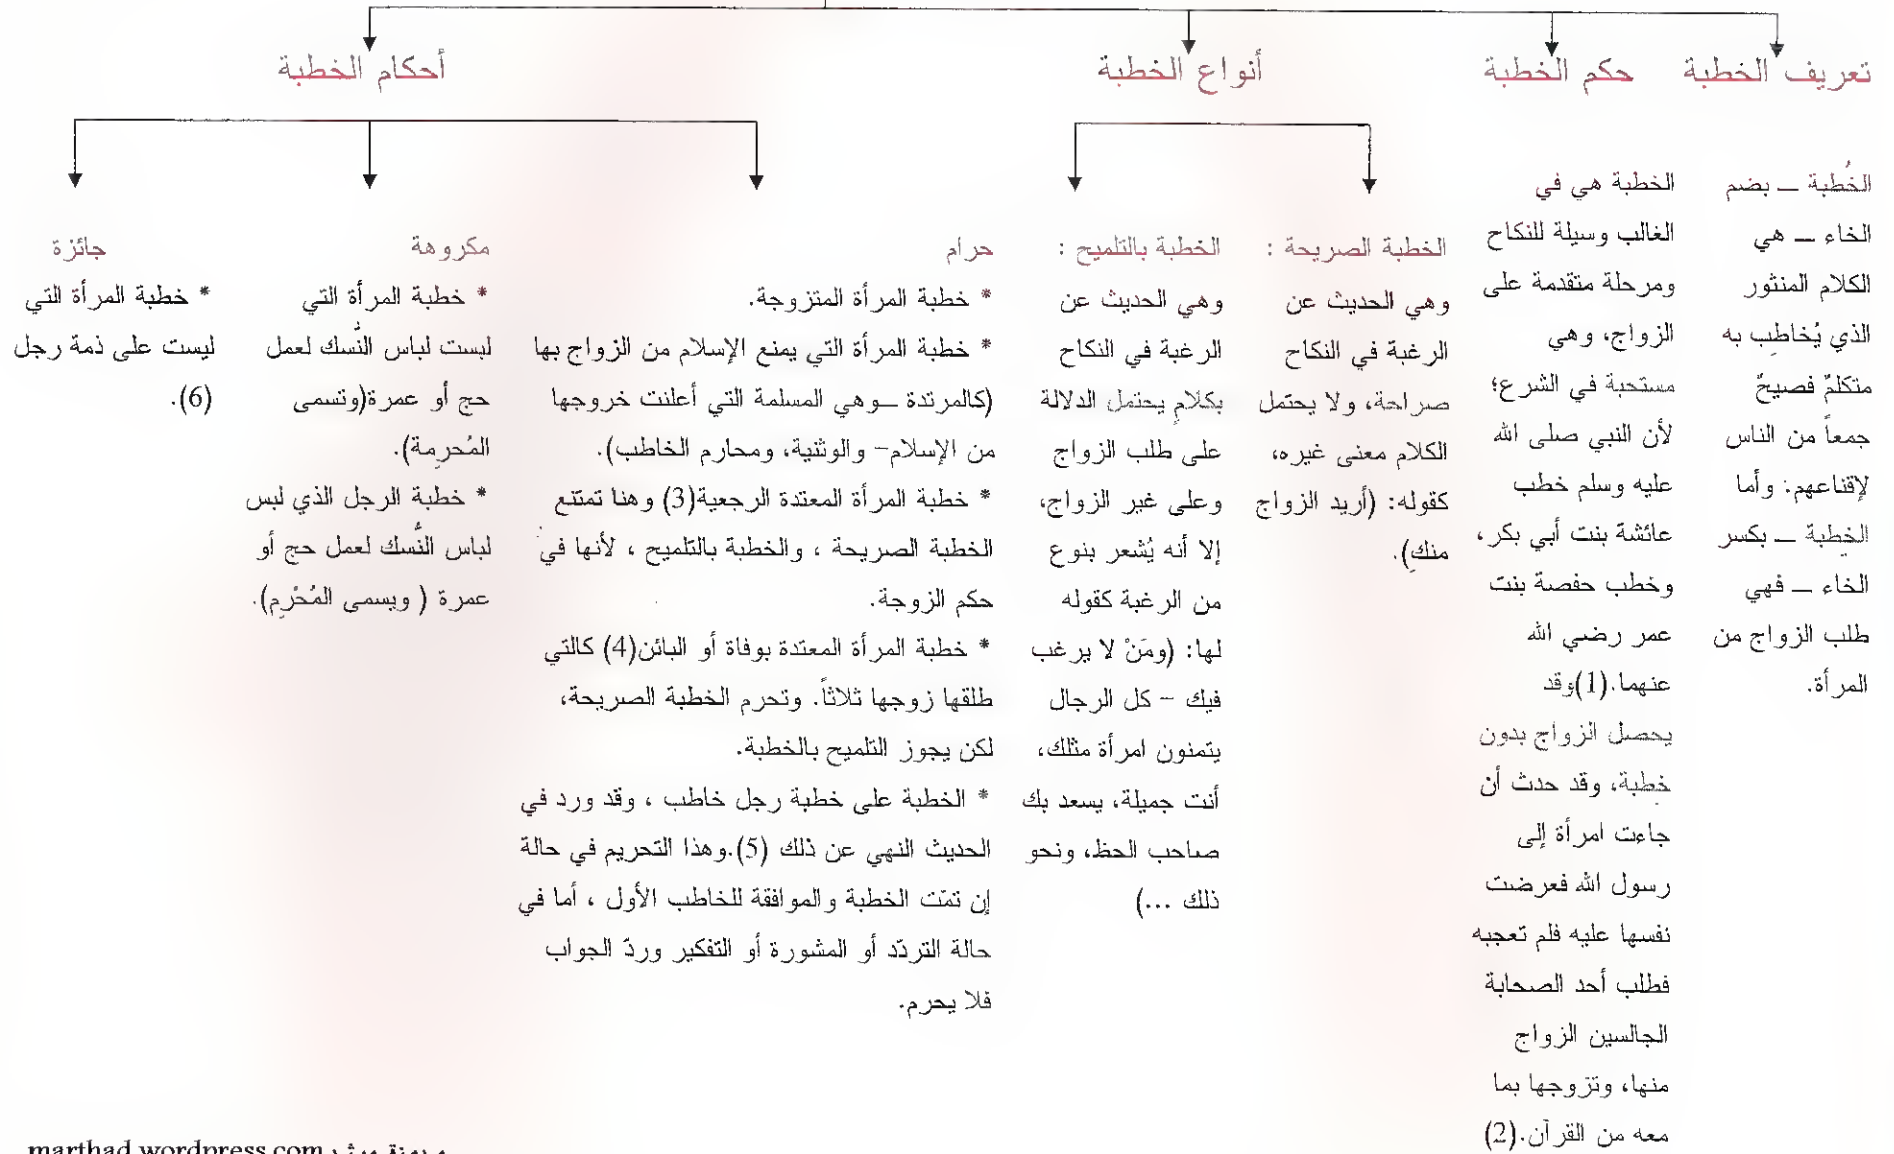 تعريف الخطبة
حكم الخطبة
أنواع الخطبة
أحكام الخطبة
الخُطبة ــ بضم
الخاء ــ هي
الكلام المنثور
الذي يُخاطِب به
متكلمٌ فصيحٌ
جمعاً من الناس
لإقناعهم: وأما
الخِطبة ــ بكسر
الخاء ــ فهي
طلب الزواج من
المرأة.
الخطبة هي في
الغالب وسيلة للنكاح
ومرحلة متقدمة على
الزواج، وهي
مستحبة في الشرع؛
لأن النبي صلى الله
عليه وسلم خطب
عائشة بنت أبي بكر،
وخطب حفصة بنت
عمر رضي الله
عنهما.(1)وقد
يحصل الزواج بدون
خِطبة، وقد حدث أن
جاءت امرأة إلى
رسول الله فعرضت
نفسها عليه فلم تعجبه
فطلب أحد الصحابة
الجالسين الزواج
منها، وتزوجها بما
معه من القرآن.(2)
الخطبة الصريحة :
وهي الحديث عن
الرغبة في النكاح
صراحة، ولا يحتمل
الكلام معنى غيره،
كقوله: (أريد الزواج
منكِ).
الخطبة بالتلميح :
وهي الحديث عن
الرغبة في النكاح
بكلامٍ يحتمل الدلالة
على طلب الزواج
وعلى غير الزواج،
إلا أنه يُشعر بنوع
من الرغبة كقوله
لها: (ومَنْ لا يرغب
فيك – كل الرجال
يتمنون امرأة مثلك،
أنت جميلة، يسعد بك
صاحب الحظ، ونحو
ذلك ...)
حرام
* خطبة المرأة المتزوجة.
* خطبة المرأة التي يمنع الإسلام من الزواج بها
(كالمرتدة ــوهي المسلمة التي أعلنت خروجها
من الإسلام– والوثنية، ومحارم الخاطب).
* خطبة المرأة المعتدة الرجعية(3) وهنا تمتنع
الخطبة الصريحة ، والخطبة بالتلميح ، لأنها في
حكم الزوجة.
* خطبة المرأة المعتدة بوفاة أو البائن(4) كالتي
طلقها زوجها ثلاثاً. وتحرم الخطبة الصريحة،
لكن يجوز التلميح بالخطبة.
* الخطبة على خطبة رجل خاطب ، وقد ورد في
الحديث النهي عن ذلك (5).وهذا التحريم في حالة
إن تمّت الخطبة والموافقة للخاطب الأول ، أما في
حالة التردّد أو المشورة أو التفكير وردّ الجواب
فلا يحرم.
مكروهة
* خطبة المرأة التي
لبست لباس النُّسك لعمل
حج أو عمرة(وتسمى
المُحرِمة).
* خطبة الرجل الذي لبس
لباس النُّسك لعمل حج أو
عمرة ( ويسمى المُحْرِم).
جائزة
* خطبة المرأة التي
ليست على ذمة رجل
(6).
marthad.wordpress.com